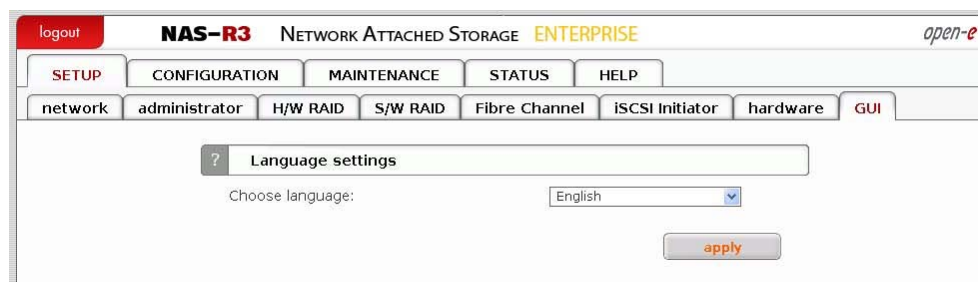 logout NAS-R3 NETWORK ATTACHED STORAGE ENTERPRISE open-e
SETUP CONFIGURATION MAINTENANCE STATUS HELP
network administrator H/W RAID S/W RAID Fibre Channel iSCSI Initiator hardware GUI
? Language settings
Choose language: English
apply